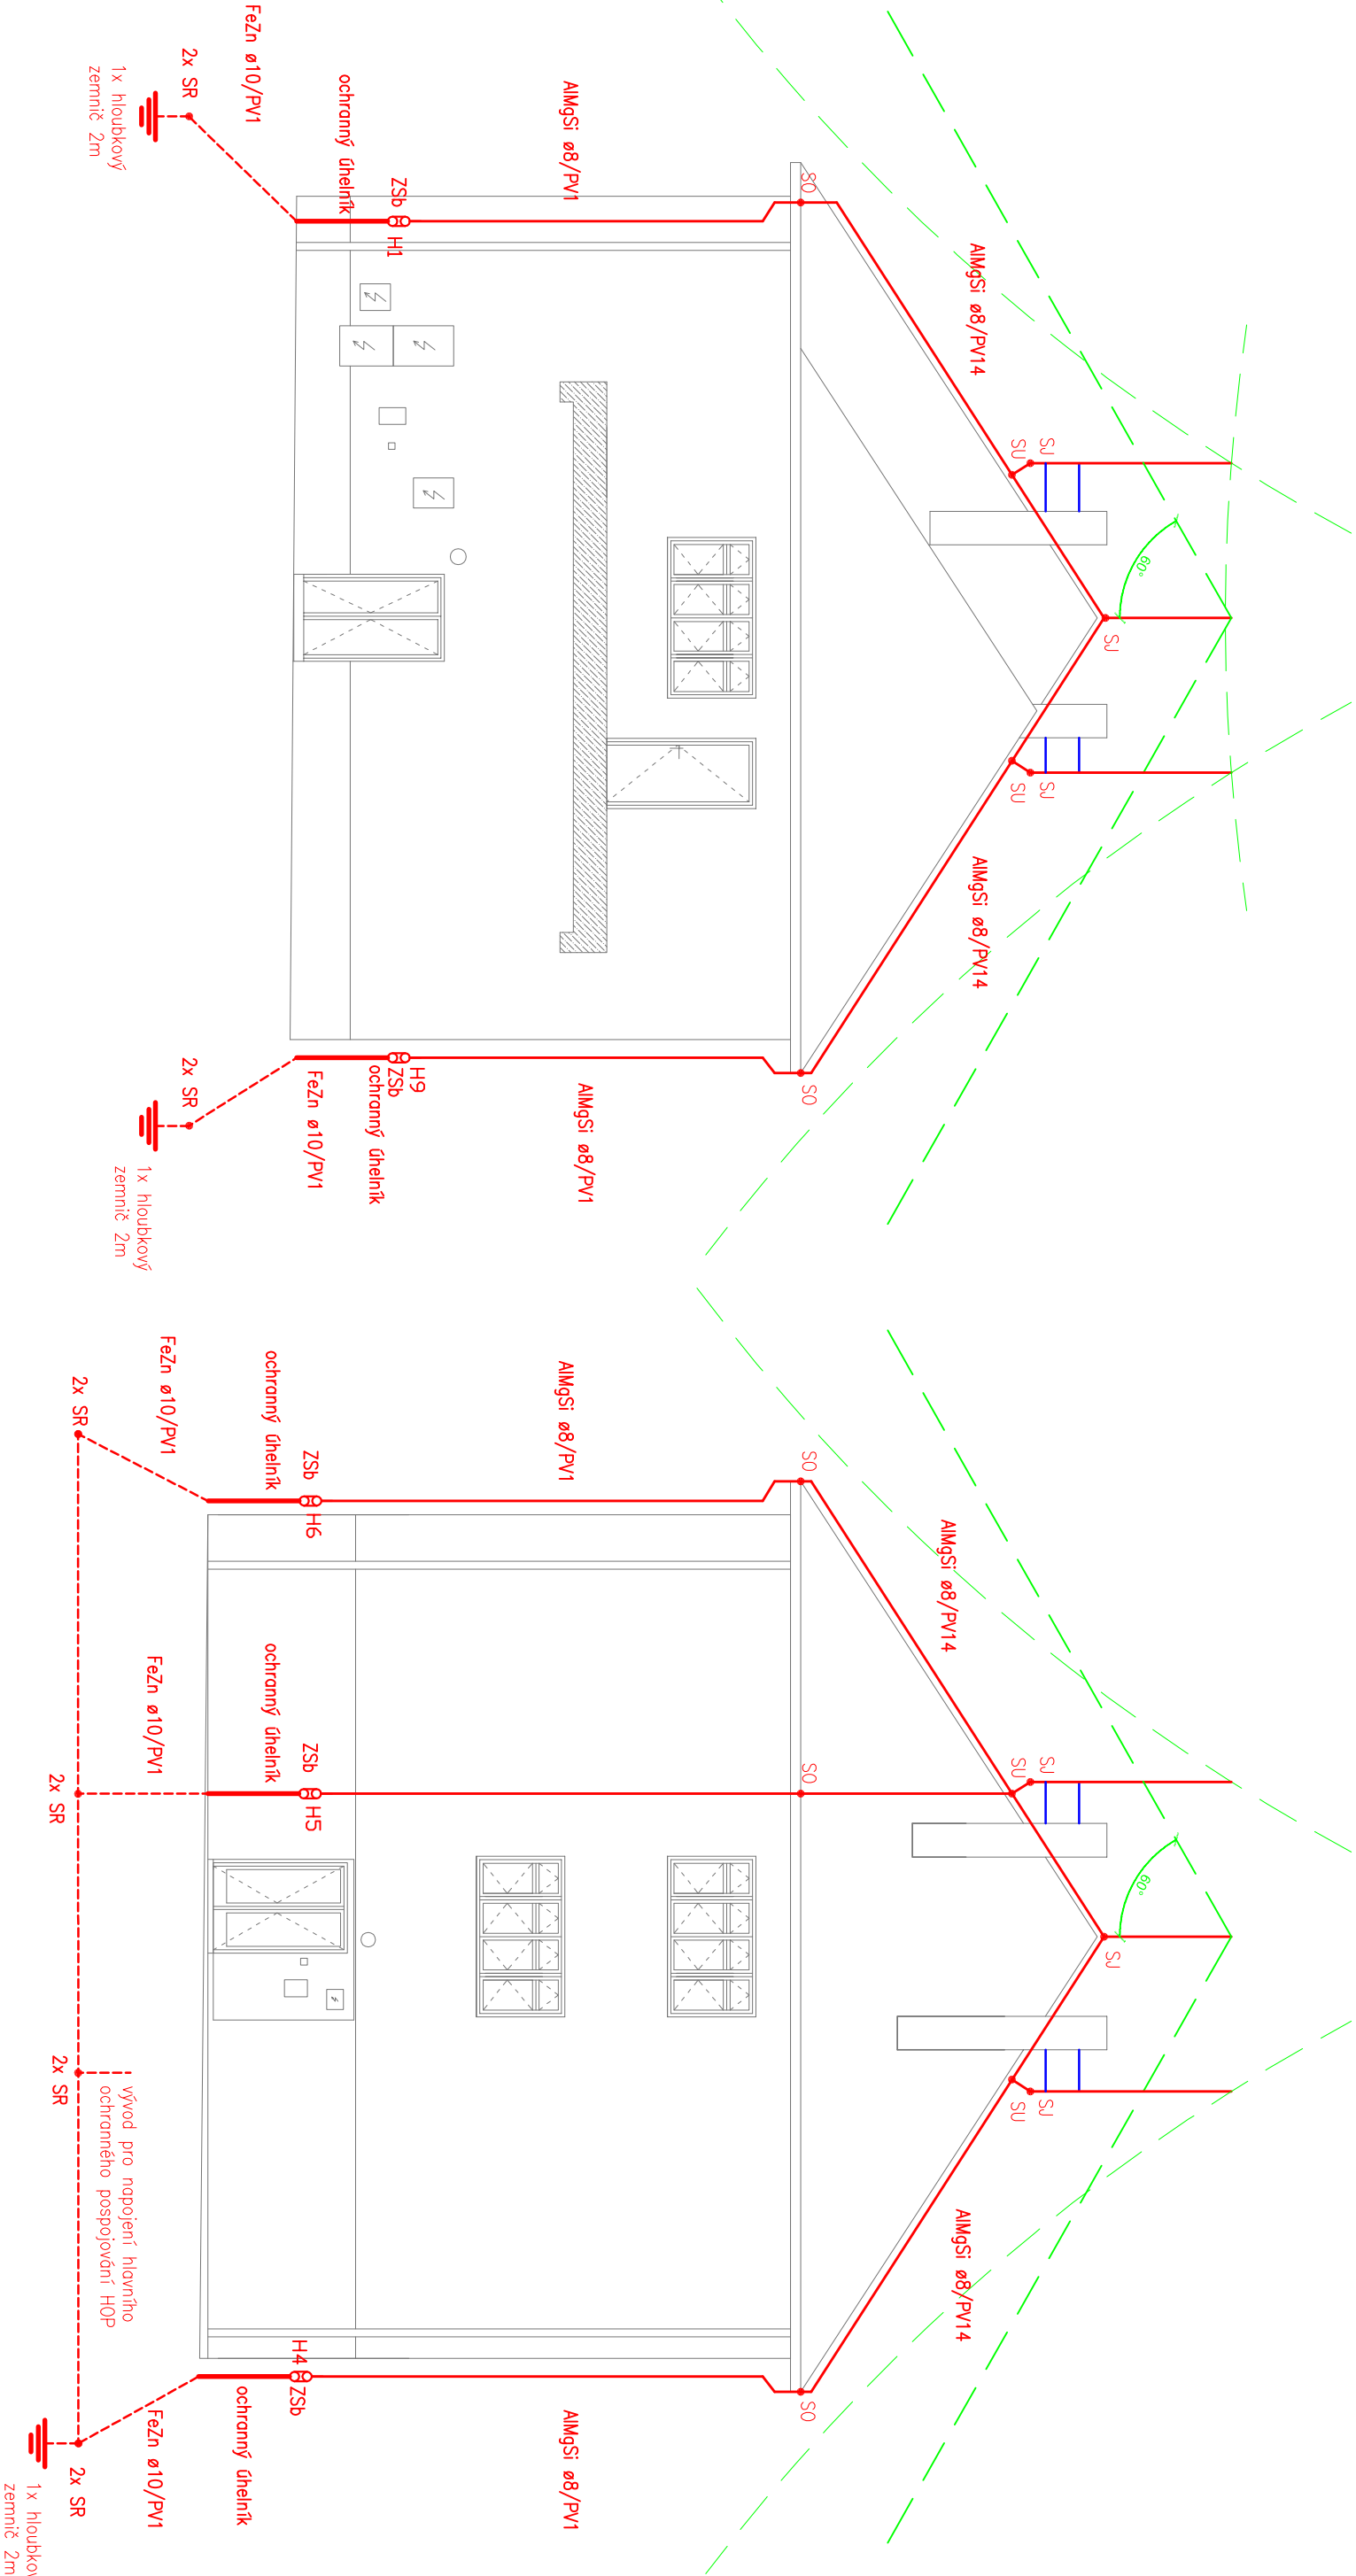 SJ
60°
SJ
SJ
SU
SU
AlMgSi ø8/PV14
AlMgSi ø8/PV14
SO
SO
AlMgSi ø8/PV1
AlMgSi ø8/PV1
ZSb
H1
H9
ZSb
ochranný úhelník
ochranný úhelník
FeZn ø10/PV1
FeZn ø10/PV1
2x SR
2x SR
1x hloubkový
zemnič 2m
1x hloubkový
zemnič 2m
60°
SJ
SJ
SJ
SU
SU
AlMgSi ø8/PV14
AlMgSi ø8/PV14
SO
SO
SO
AlMgSi ø8/PV1
AlMgSi ø8/PV1
ZSb
H6
ZSb
H5
H4
ZSb
ochranný úhelník
ochranný úhelník
ochranný úhelník
FeZn ø10/PV1
FeZn ø10/PV1
FeZn ø10/PV1
vývod pro napojení hlavního
ochranného pospojování HOP
2x SR
2x SR
2x SR
2x SR
1x hloubkov
zemnič 2m